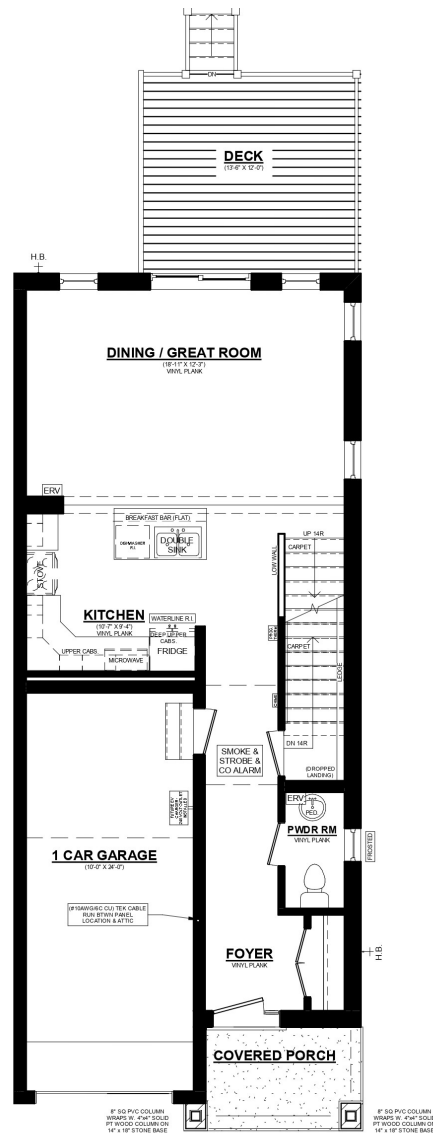 DN
DECK
(13'-6" X 12'-0")
H.B.
DINING / GREAT ROOM
(18'-11" X 12'-3")
VINYL PLANK
ERV
BREAKFAST BAR (FLAT)
DISHWASHER
R.I.
DOUBLE
SINK
UP 14R
CARPET
LOW WALL
STOVE
KITCHEN
(10'-7" X 9'-4")
VINYL PLANK
WATERLINE R.I.
DEEP UPPER
CABS.
FRIDGE
UPPER CABS.
MICROWAVE
CARPET
LEDGE
SMOKE &
STROBE &
CO ALARM
DN 14R
(DROPPED
LANDING)
ERV
PED.
PWDR RM
VINYL PLANK
FROSTED
1 CAR GARAGE
(10'-0" X 24'-0")
(#10AWG/6C CU) TEK CABLE
RUN BTWN PANEL
LOCATION & ATTIC
FOYER
VINYL PLANK
H.B.
COVERED PORCH
8" SQ PVC COLUMN
WRAPS W. 4"x4" SOLID
PT WOOD COLUMN ON
14" x 18" STONE BASE
8" SQ PVC COLUMN
WRAPS W. 4"x4" SOLID
PT WOOD COLUMN ON
14" x 18" STONE BASE